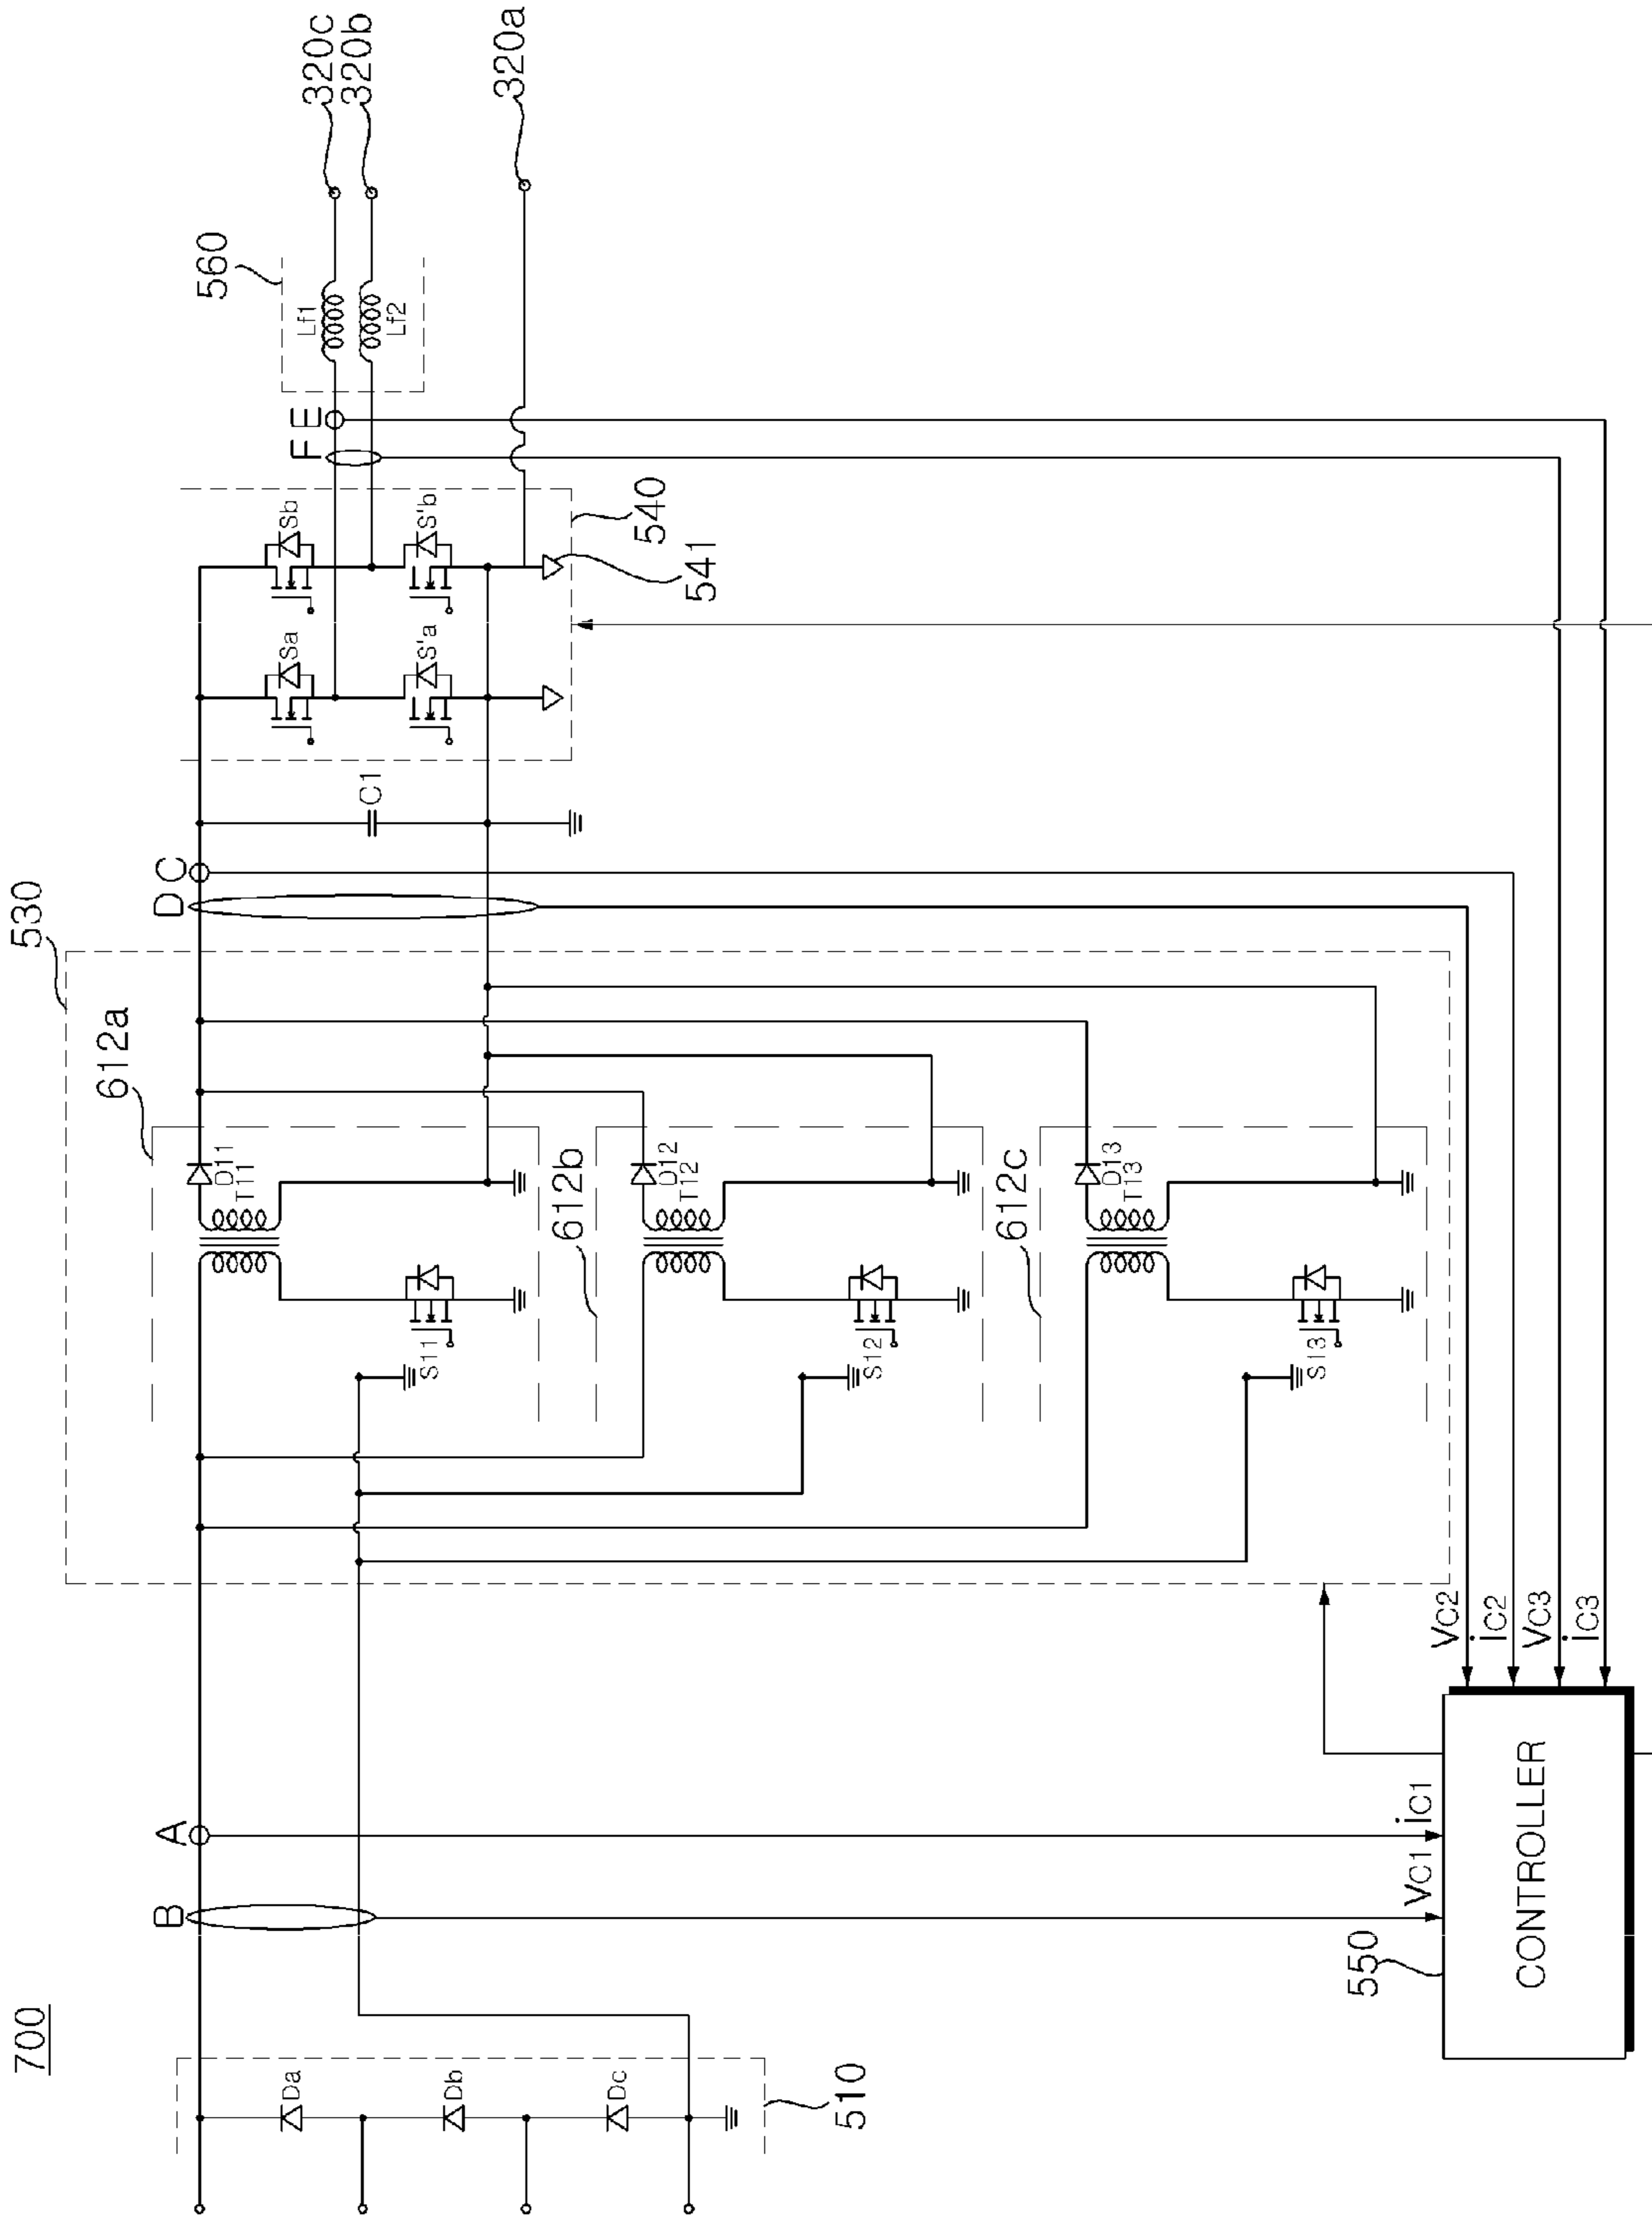 700
510
Da
Db
Dc
B
A
530
612a
612b
612c
S11
S12
S13
D11
T11
D12
T12
D13
T13
D
C
C1
Sa
S'a
Sb
S'b
540
541
F
E
560
Lf1
Lf2
320c
320b
320a
550
CONTROLLER
VC1
iC1
VC2
iC2
VC3
iC3